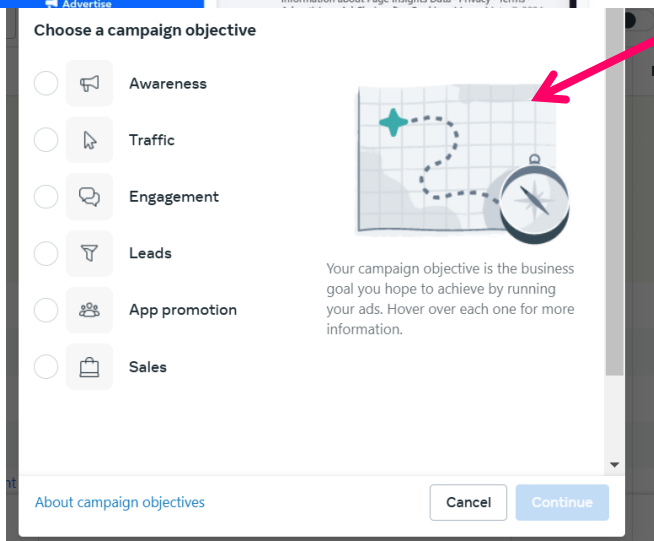 Advertise
Choose a campaign objective
Awareness
Traffic
Engagement
Leads
App promotion
Sales
Your campaign objective is the business
goal you hope to achieve by running
your ads. Hover over each one for more
information.
About campaign objectives
Cancel
Continue